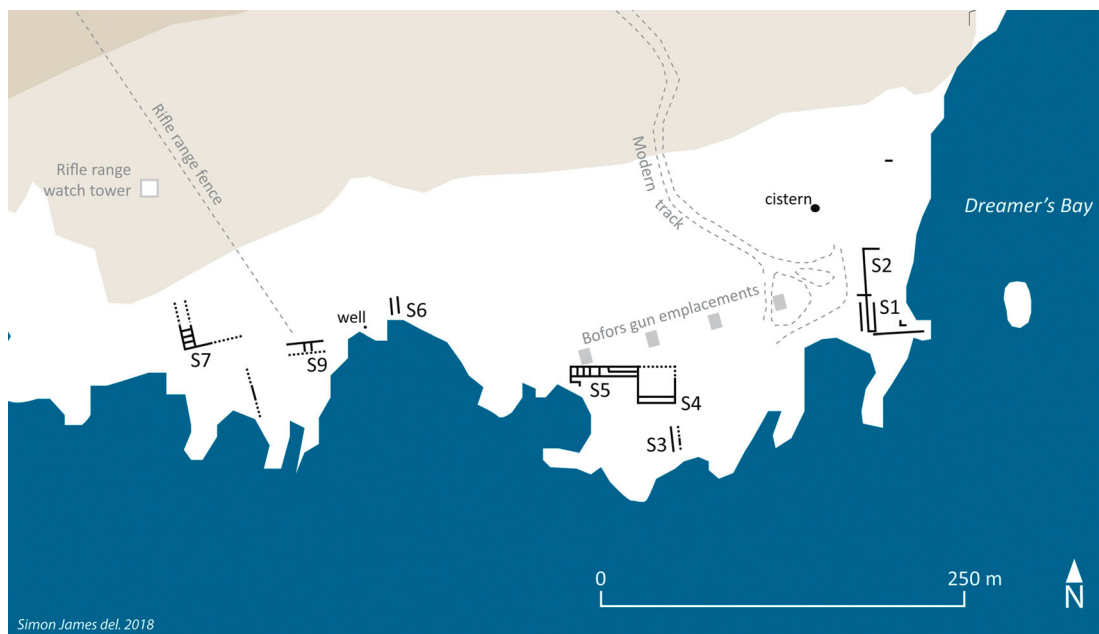 Rifle range fence
Rifle range
watch tower
Modern track
cistern
Dreamer's Bay
S2
S1
Bofors gun emplacements
S6
well
S7
S9
S5
S4
S3
0
250 m
N
Simon James del. 2018